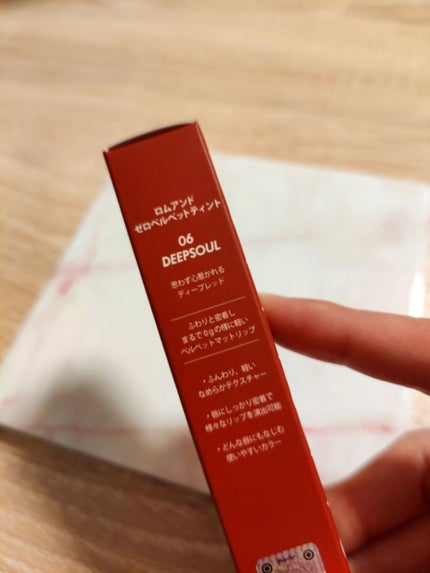 ロムアンド
ゼロベルベットティント
06
DEEPSOUL
思わず心惹かれる
ディープレッド
ふわりと密着し
まるで0gの様に軽い
ベルベットマットリップ
・ふんわり、軽い
なめらかテクスチャー
・唇にしっかり密着で
様々なリップを演出可能
・どんな唇にもなじむ
使いやすいカラー